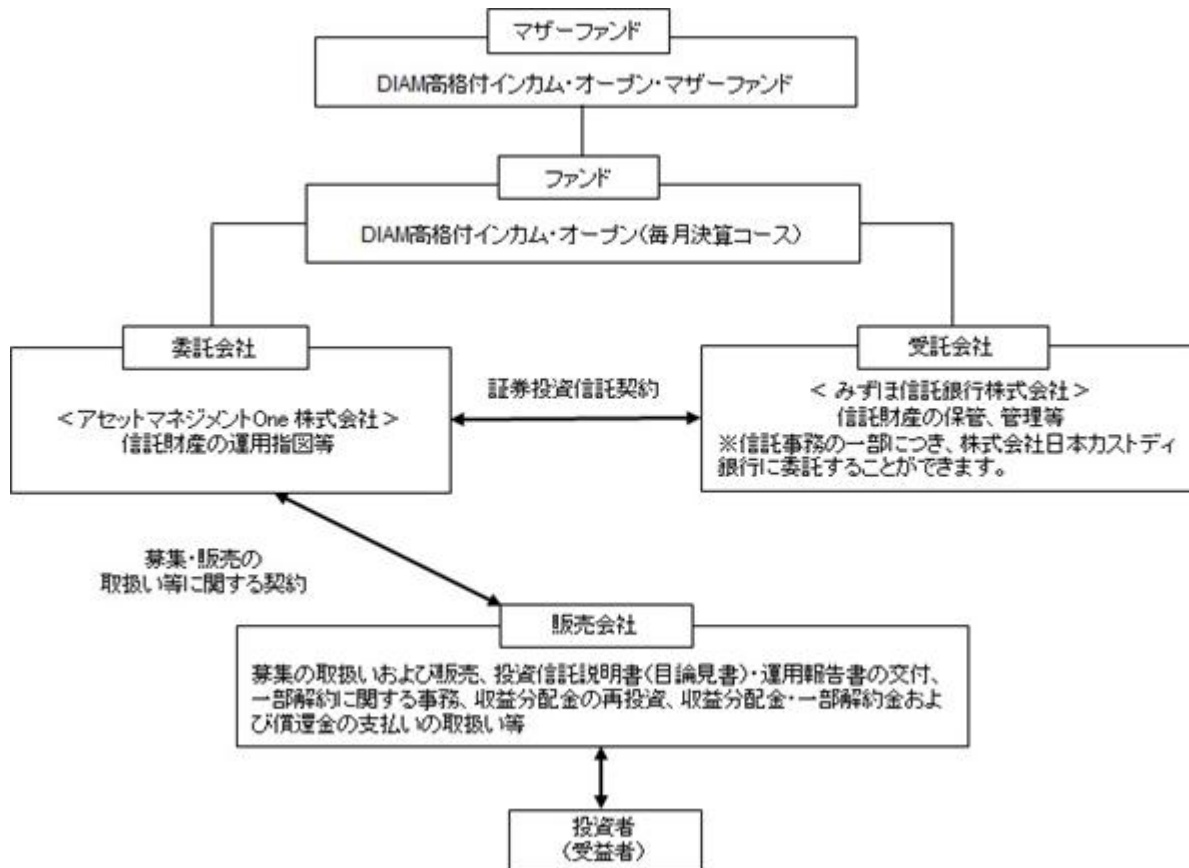 マザーファンド
DIAM高格付インカム・オープン・マザーファンド
ファンド
DIAM高格付インカム・オープン(毎月決算コース)
委託会社
<アセットマネジメントOne 株式会社>
信託財産の運用指図等
証券投資信託契約
受託会社
< みずほ信託銀行株式会社 >
信託財産の保管、管理等
※信託事務の一部につき、株式会社日本カストディ
銀行に委託することができます。
募集・販売の
取扱い等に関する契約
販売会社
募集の取扱いおよび販売、投資信託説明書(目論見書)・運用報告書の交付、
一部解約に関する事務、収益分配金の再投資、収益分配金・一部解約金およ
び償還金の支払いの取扱い等
投資者
(受益者)